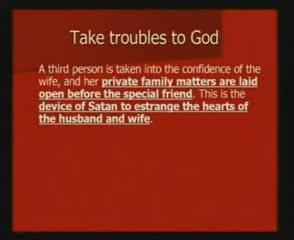 Take troubles to God
A third person is taken into the confidence of the
wife, and her private family matters are laid
open before the special friend. This is the
device of Satan to estrange the hearts of
the husband and wife.